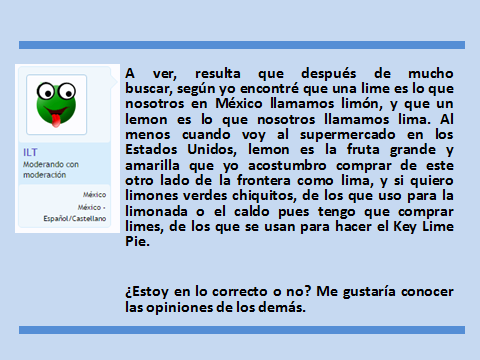 ILT
Moderando con
moderación
México
México -
Español/Castellano
A ver, resulta que después de mucho
buscar, según yo encontré que una lime es lo que
nosotros en México llamamos limón, y que un
lemon es lo que nosotros llamamos lima. Al
menos cuando voy al supermercado en los
Estados Unidos, lemon es la fruta grande y
amarilla que yo acostumbro comprar de este
otro lado de la frontera como lima, y si quiero
limones verdes chiquitos, de los que uso para la
limonada o el caldo pues tengo que comprar
limes, de los que se usan para hacer el Key Lime
Pie.
¿Estoy en lo correcto o no? Me gustaría conocer
las opiniones de los demás.